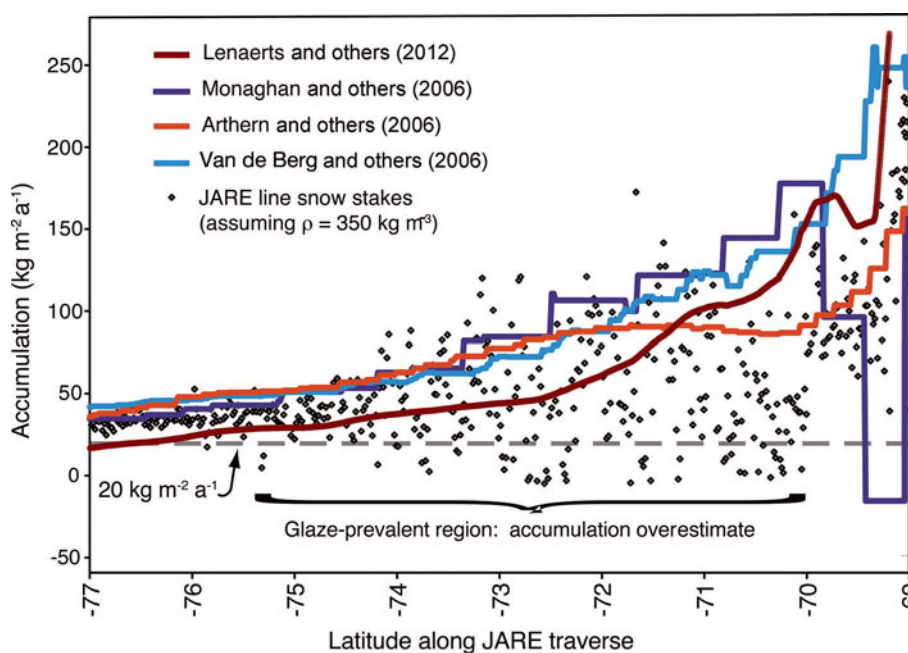 250
200
150
100
50
0
-50
Accumulation (kg m⁻² a⁻¹)
Lenaerts and others (2012)
Monaghan and others (2006)
Arthern and others (2006)
Van de Berg and others (2006)
JARE line snow stakes
(assuming ρ = 350 kg m⁻³)
20 kg m⁻² a⁻¹
Glaze-prevalent region: accumulation overestimate
-77
-76
-75
-74
-73
-72
-71
-70
Latitude along JARE traverse